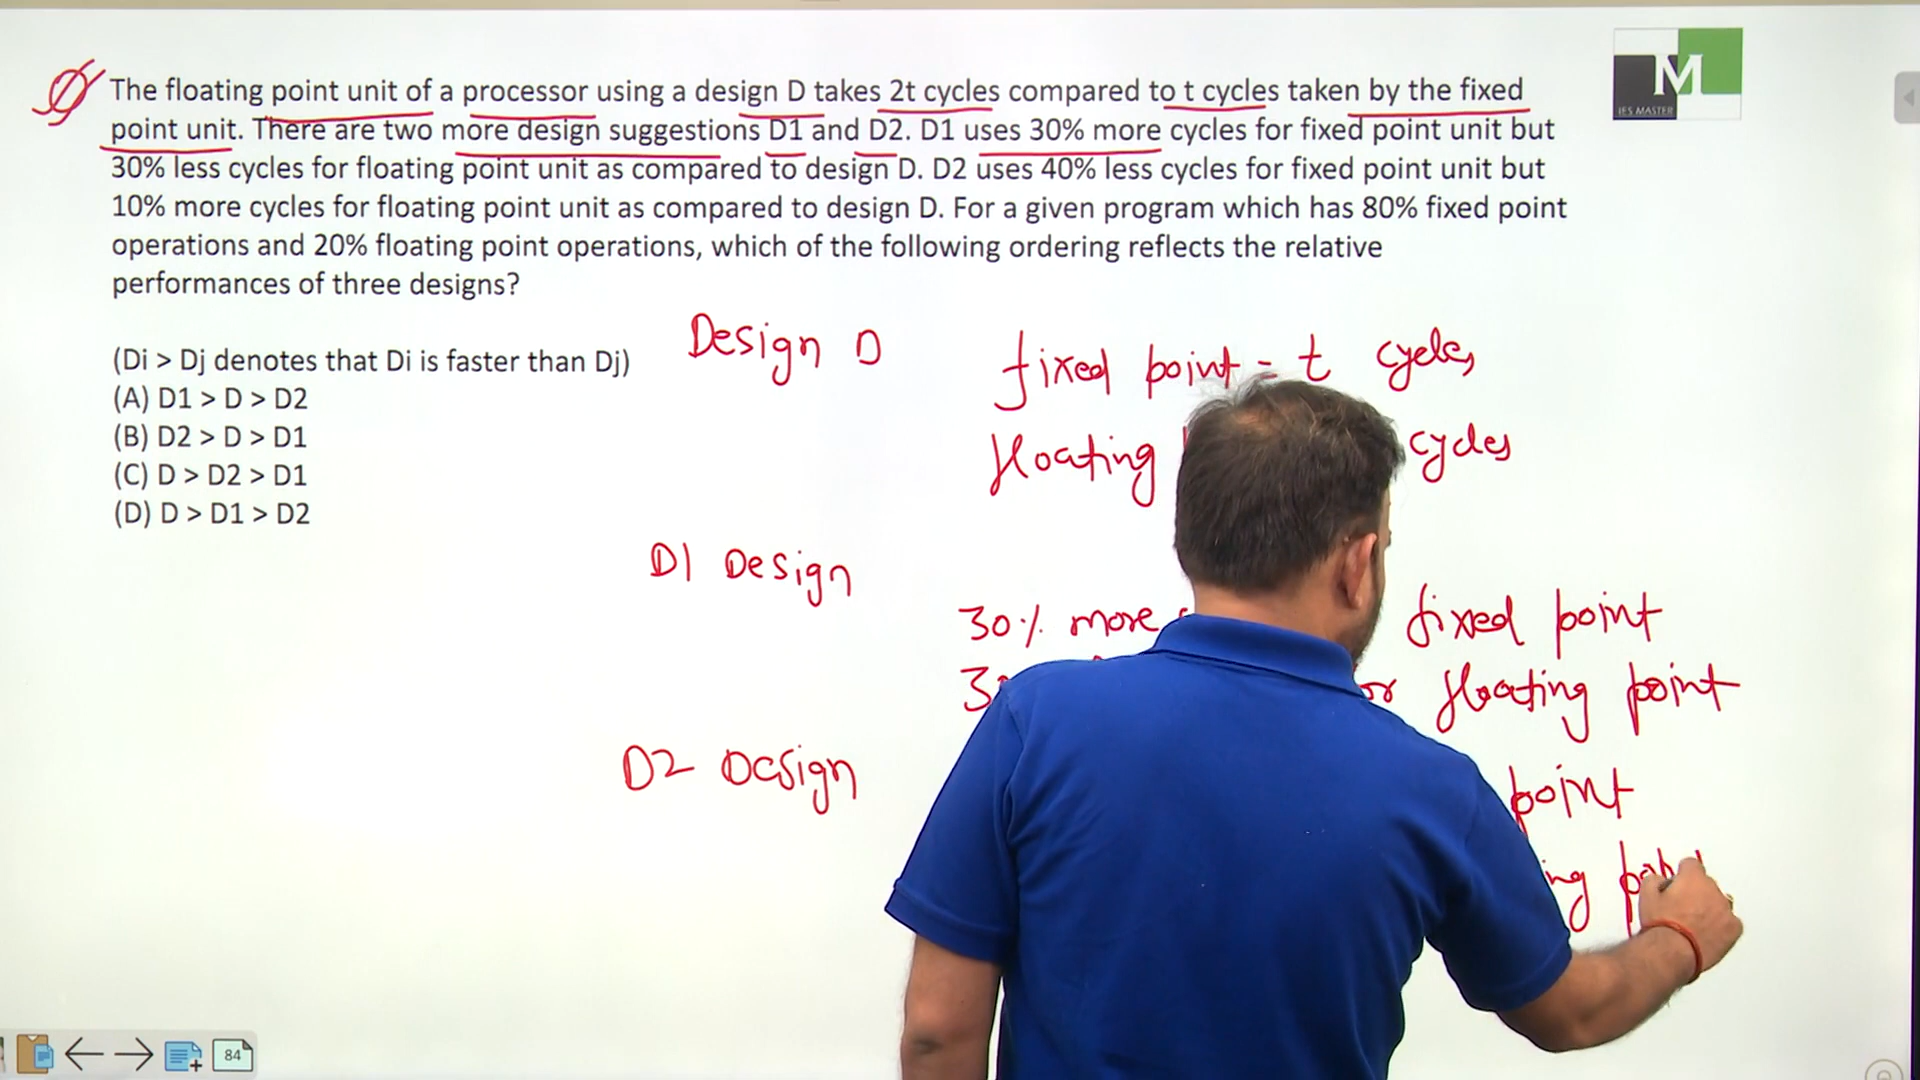 The floating point unit of a processor using a design D takes 2t cycles compared to t cycles taken by the fixed
point unit. There are two more design suggestions D1 and D2. D1 uses 30% more cycles for fixed point unit but
30% less cycles for floating point unit as compared to design D. D2 uses 40% less cycles for fixed point unit but
10% more cycles for floating point unit as compared to design D. For a given program which has 80% fixed point
operations and 20% floating point operations, which of the following ordering reflects the relative
performances of three designs?
(Di > Dj denotes that Di is faster than Dj)
(A) D1 > D > D2
(B) D2 > D > D1
(C) D > D2 > D1
(D) D > D1 > D2
M
IES MASTER
Design D
fixed point = t cycles
floating cycles
D1 Design
30% more fixed point
floating point
D2 Design
point
84